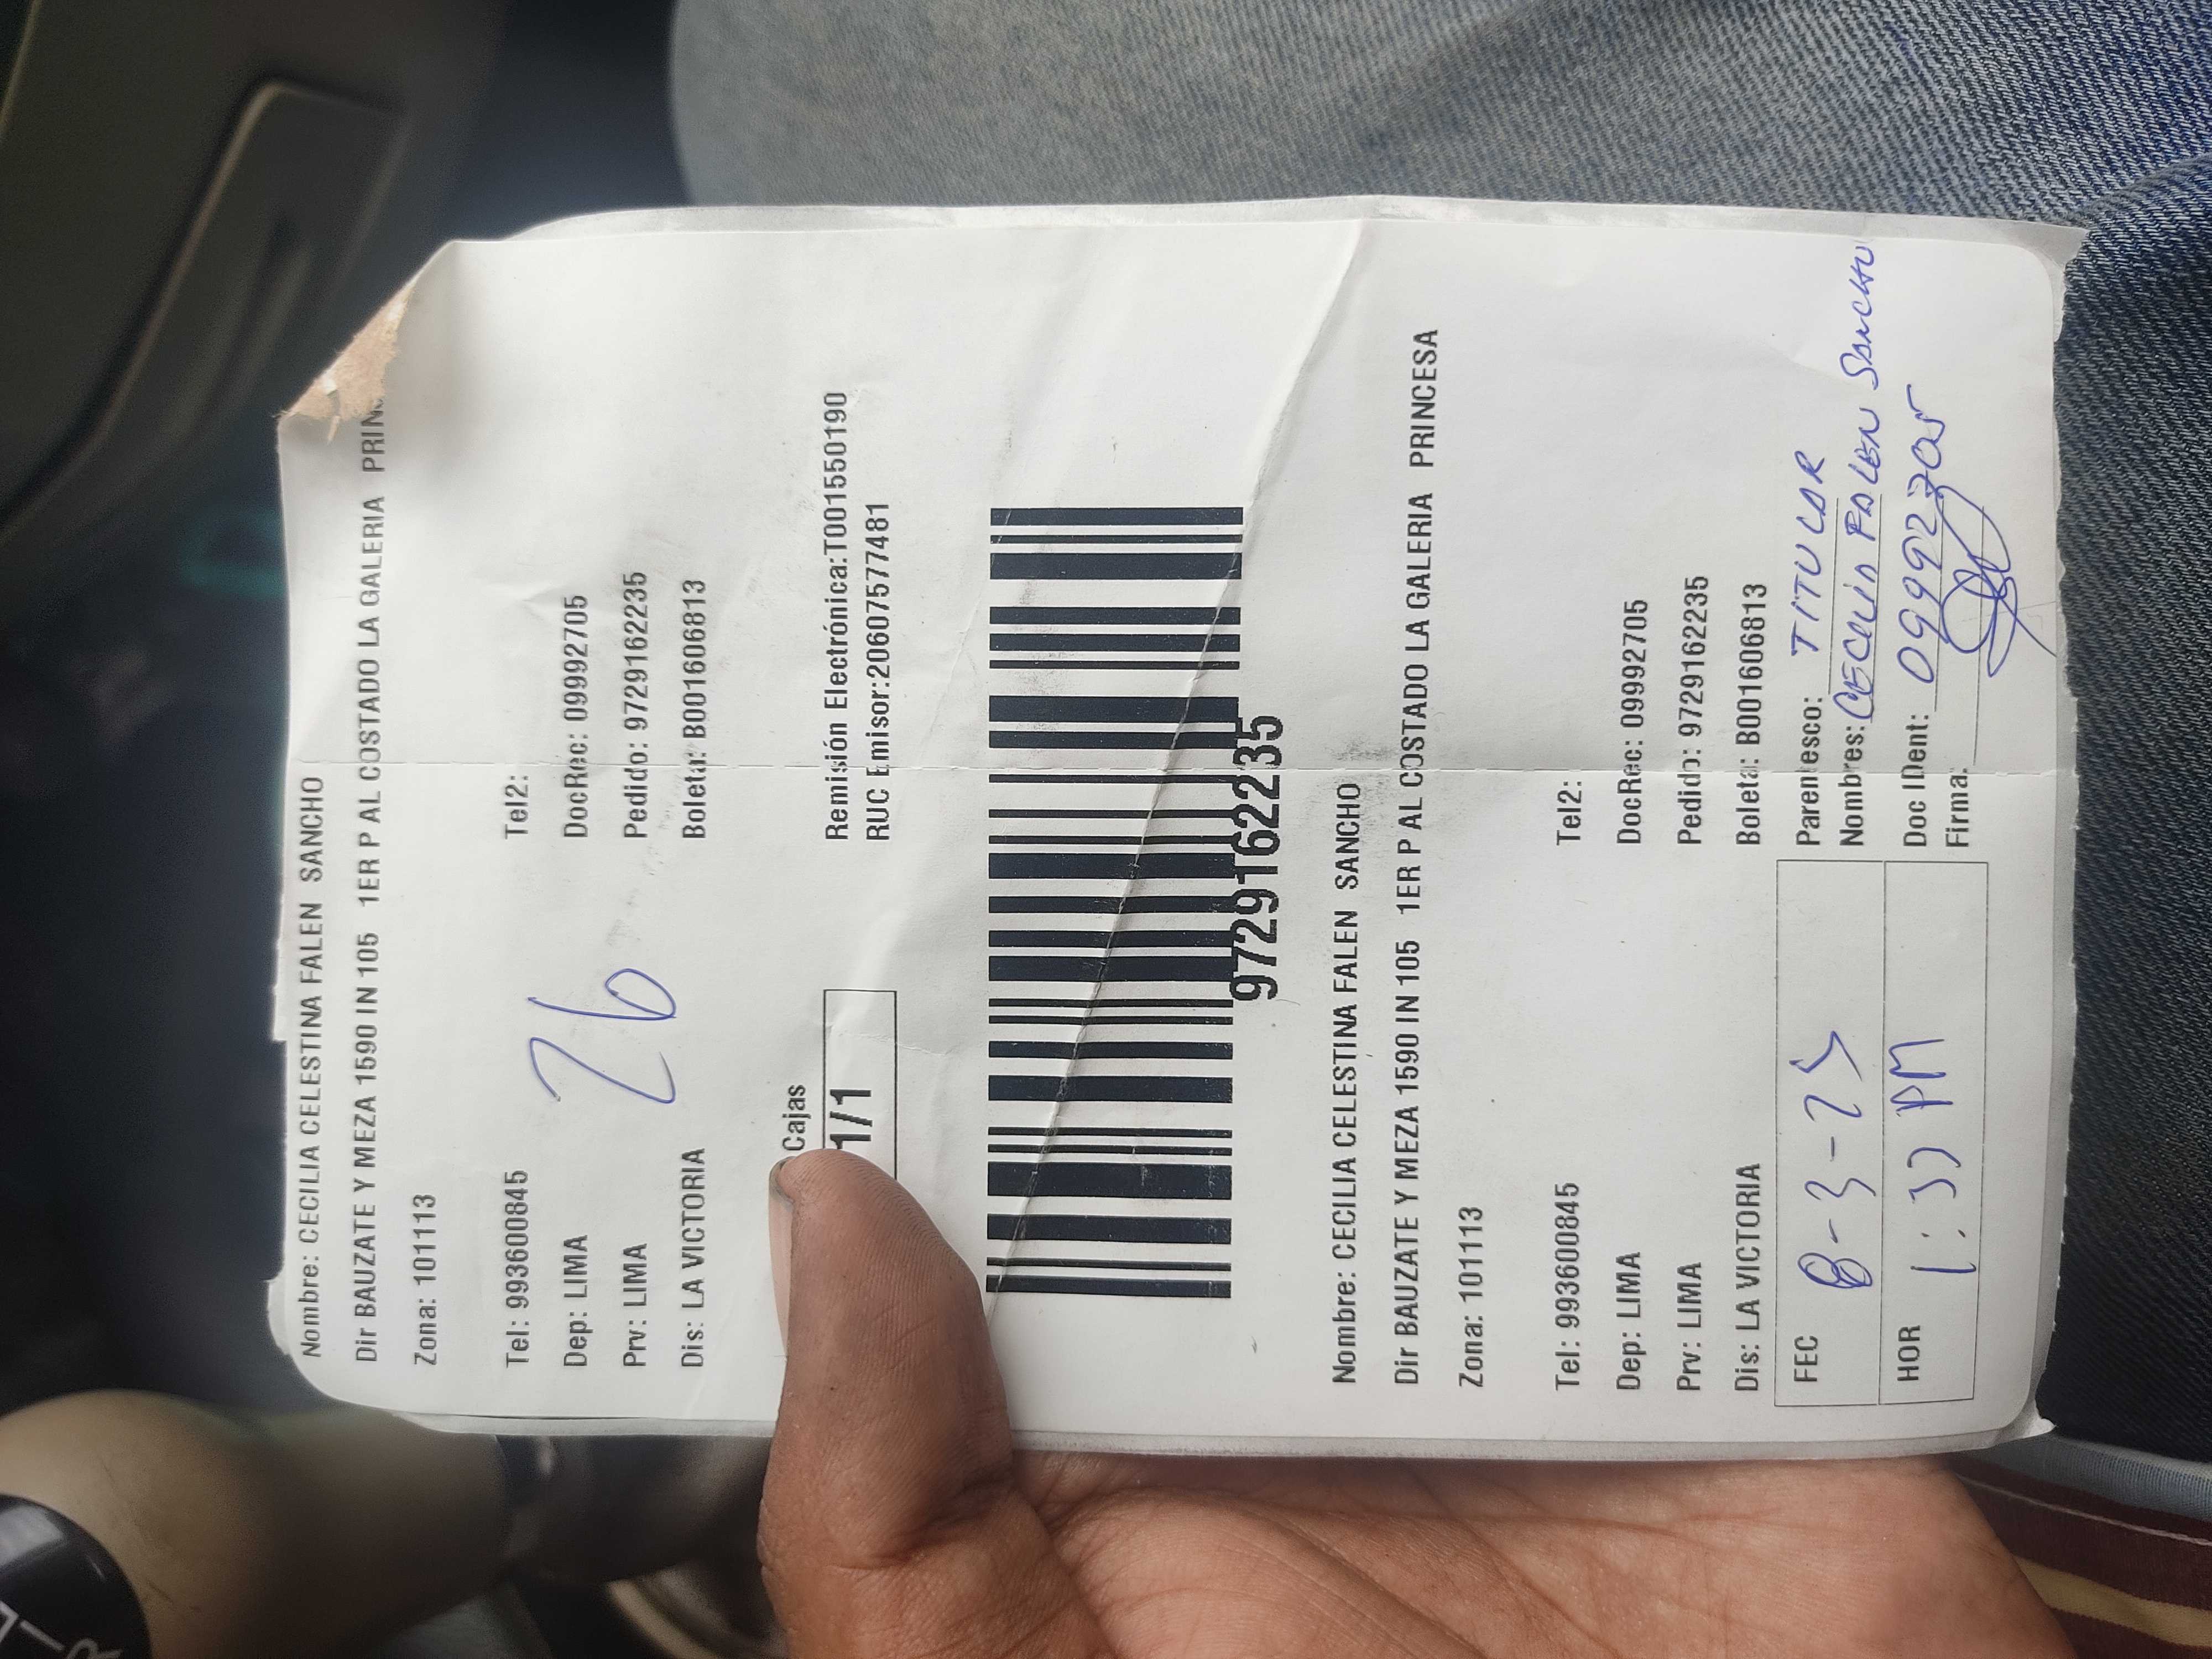 Nombre: CECILIA CELESTINA FALEN SANCHO
Dir BAUZATE Y MEZA 1590 IN 105 1ER P AL COSTADO LA GALERIA PRIN
Zona: 101113
Tel: 993600845 Tel2:
Dep: LIMA DocRec: 09992705
Prv: LIMA Pedido: 9729162235
Dis: LA VICTORIA Boleta: B001606813
26
Cajas
1/1
Remisión Electrónica:T001550190
RUC Emisor:20607577481
9729162235
Nombre: CECILIA CELESTINA FALEN SANCHO
Dir BAUZATE Y MEZA 1590 IN 105 1ER P AL COSTADO LA GALERIA PRINCESA
Zona: 101113
Tel: 993600845 Tel2:
Dep: LIMA DocRec: 09992705
Prv: LIMA Pedido: 9729162235
Dis: LA VICTORIA Boleta: B001606813
FEC 8-3-25 Parentesco: TITULAR
Nombres: CECILIA FALEN SANCHO
HOR PM Doc IDent: 09992705
Firma: